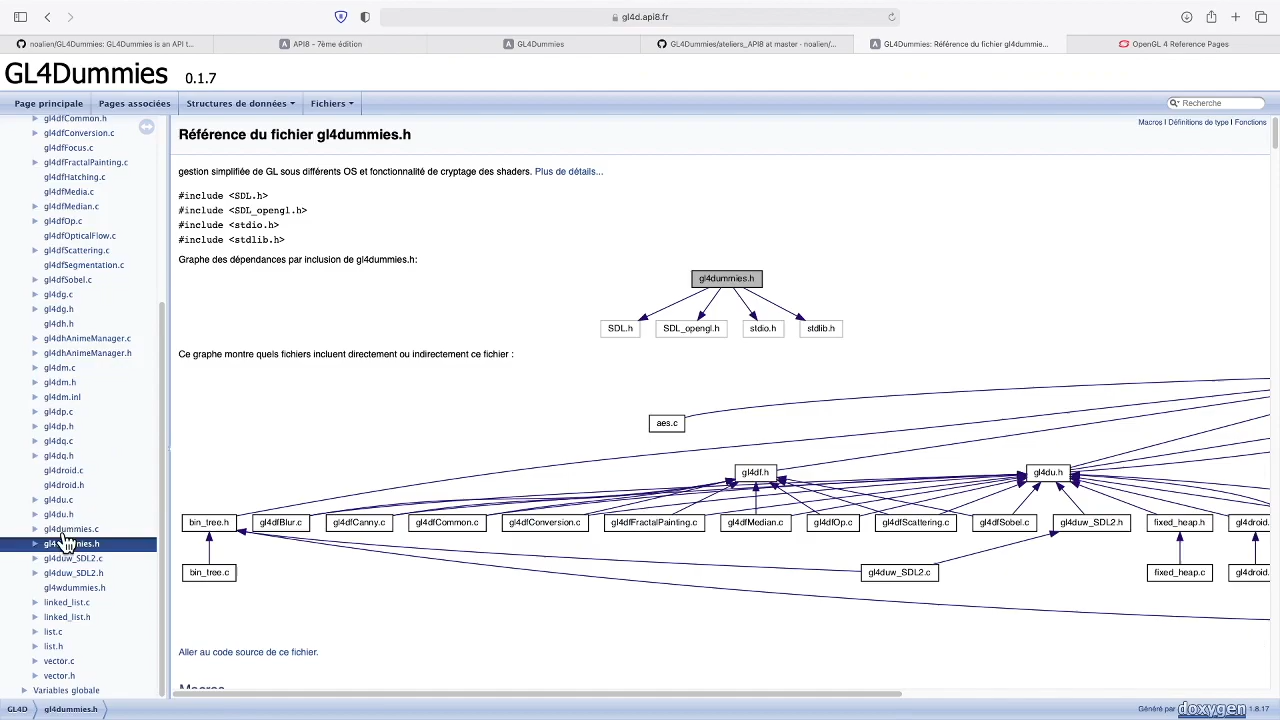 gl4d.api8.fr
noalien/GL4Dummies: GL4Dummies is an API t...
API8 - 7ème édition
GL4Dummies
GL4Dummies/ateliers_API8 at master · noalien/...
GL4Dummies: Référence du fichier gl4dummie...
OpenGL 4 Reference Pages
GL4Dummies 0.1.7
Page principale
Pages associées
Structures de données
Fichiers
Recherche
gl4dfCommon.h
gl4dfConversion.c
gl4dfFocus.c
gl4dfFractalPainting.c
gl4dfHatching.c
gl4dfMedia.c
gl4dfMedian.c
gl4dfOp.c
gl4dfOpticalFlow.c
gl4dfScattering.c
gl4dfSegmentation.c
gl4dfSobel.c
gl4dg.c
gl4dg.h
gl4dh.h
gl4dhAnimeManager.c
gl4dhAnimeManager.h
gl4dm.c
gl4dm.h
gl4dm.inl
gl4dp.c
gl4dp.h
gl4dq.c
gl4dq.h
gl4droid.c
gl4droid.h
gl4du.c
gl4du.h
gl4dummies.c
gl4duw_SDL2.c
gl4duw_SDL2.h
gl4wdummies.h
linked_list.c
linked_list.h
list.c
list.h
vector.c
vector.h
Variables globale
Macros | Définitions de type | Fonctions
Référence du fichier gl4dummies.h
gestion simplifiée de GL sous différents OS et fonctionnalité de cryptage des shaders. Plus de détails...
#include <SDL.h>
#include <SDL_opengl.h>
#include <stdio.h>
#include <stdlib.h>
Graphe des dépendances par inclusion de gl4dummies.h:
gl4dummies.h
SDL.h
SDL_opengl.h
stdio.h
stdlib.h
Ce graphe montre quels fichiers incluent directement ou indirectement ce fichier :
aes.c
gl4df.h
gl4du.h
bin_tree.h
gl4dfBlur.c
gl4dfCanny.c
gl4dfCommon.c
gl4dfConversion.c
gl4dfFractalPainting.c
gl4dfMedian.c
gl4dfOp.c
gl4dfScattering.c
gl4dfSobel.c
gl4duw_SDL2.h
fixed_heap.h
gl4droid.
bin_tree.c
gl4duw_SDL2.c
fixed_heap.c
gl4droid.
Aller au code source de ce fichier.
Macros
GL4D
gl4dummies.h
Généré par doxygen 1.8.17